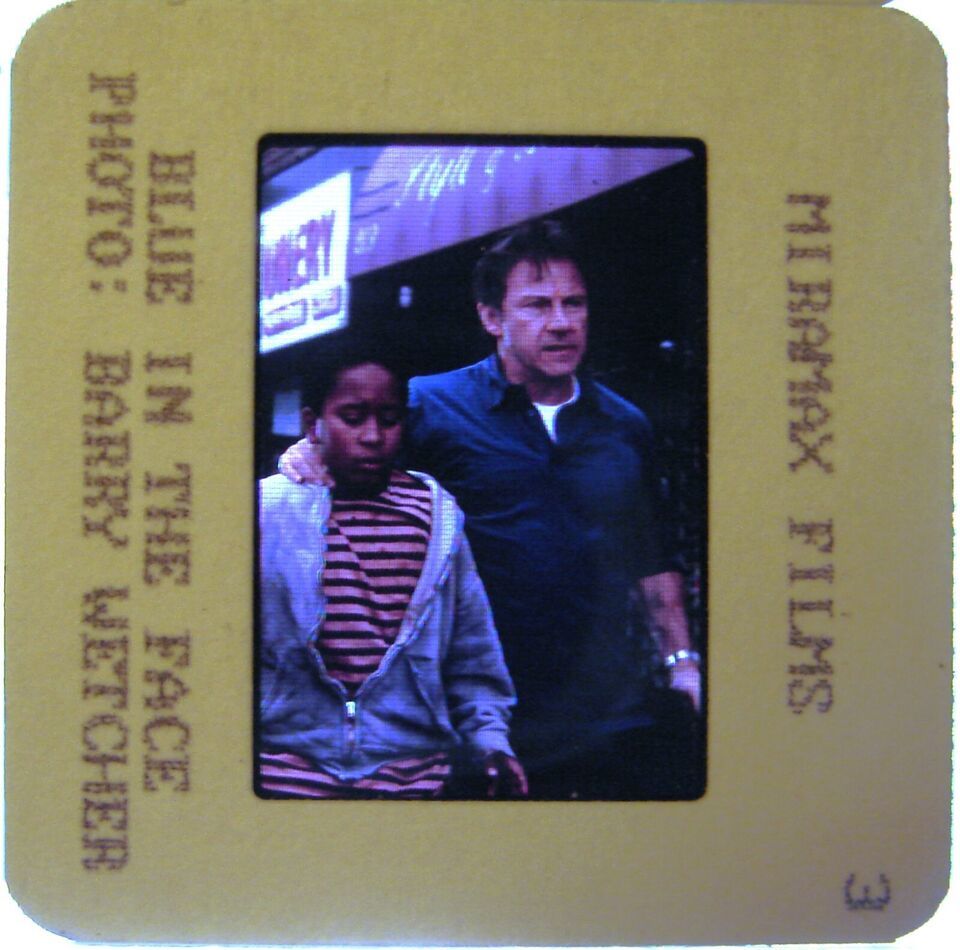 MIRAMAX FILMS
BLUE IN THE FACE
PHOTO: BARRY WETCHER
3